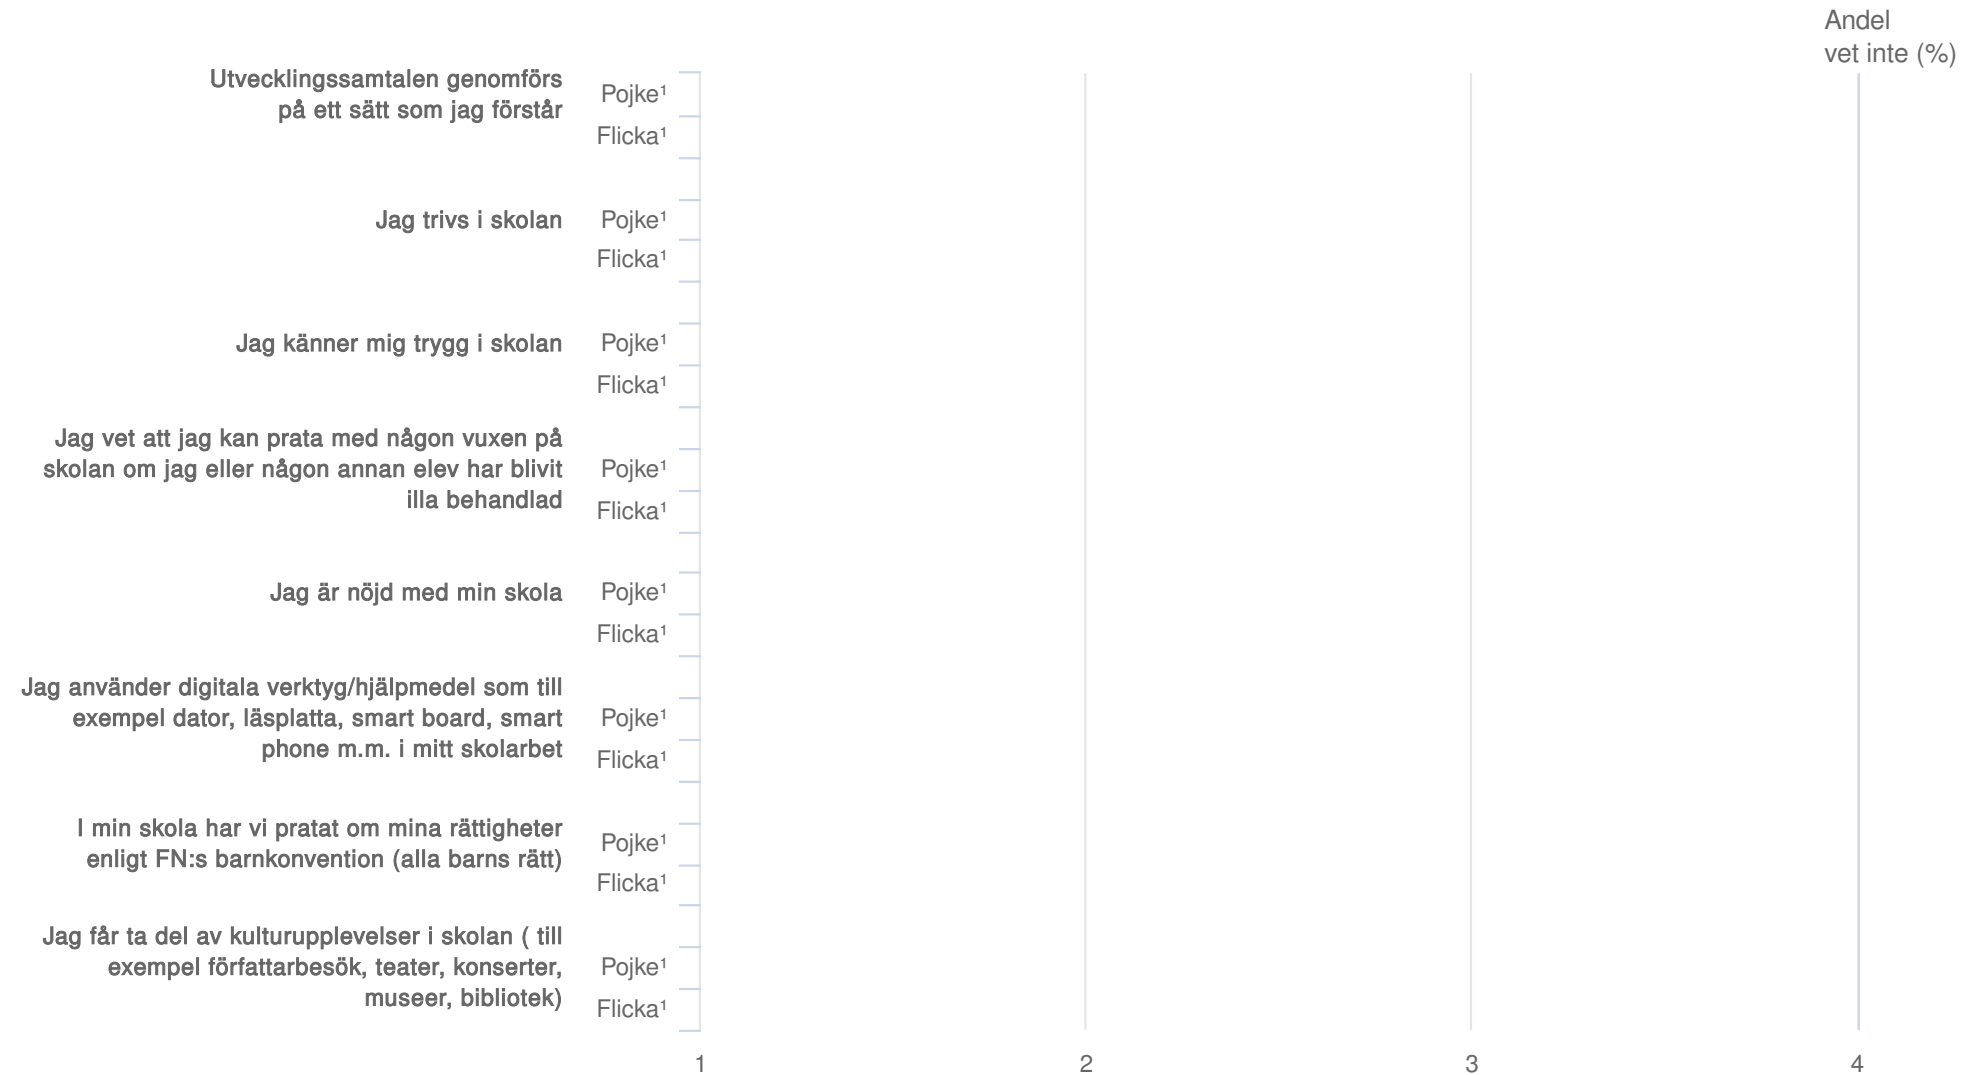 Andel
vet inte (%)
Utvecklingssamtalen genomförs
på ett sätt som jag förstår
Pojke¹
Flicka¹
Jag trivs i skolan
Pojke¹
Flicka¹
Jag känner mig trygg i skolan
Pojke¹
Flicka¹
Jag vet att jag kan prata med någon vuxen på
skolan om jag eller någon annan elev har blivit
illa behandlad
Pojke¹
Flicka¹
Jag är nöjd med min skola
Pojke¹
Flicka¹
Jag använder digitala verktyg/hjälpmedel som till
exempel dator, läsplatta, smart board, smart
phone m.m. i mitt skolarbet
Pojke¹
Flicka¹
I min skola har vi pratat om mina rättigheter
enligt FN:s barnkonvention (alla barns rätt)
Pojke¹
Flicka¹
Jag får ta del av kulturupplevelser i skolan ( till
exempel författarbesök, teater, konserter,
museer, bibliotek)
Pojke¹
Flicka¹
1 2 3 4